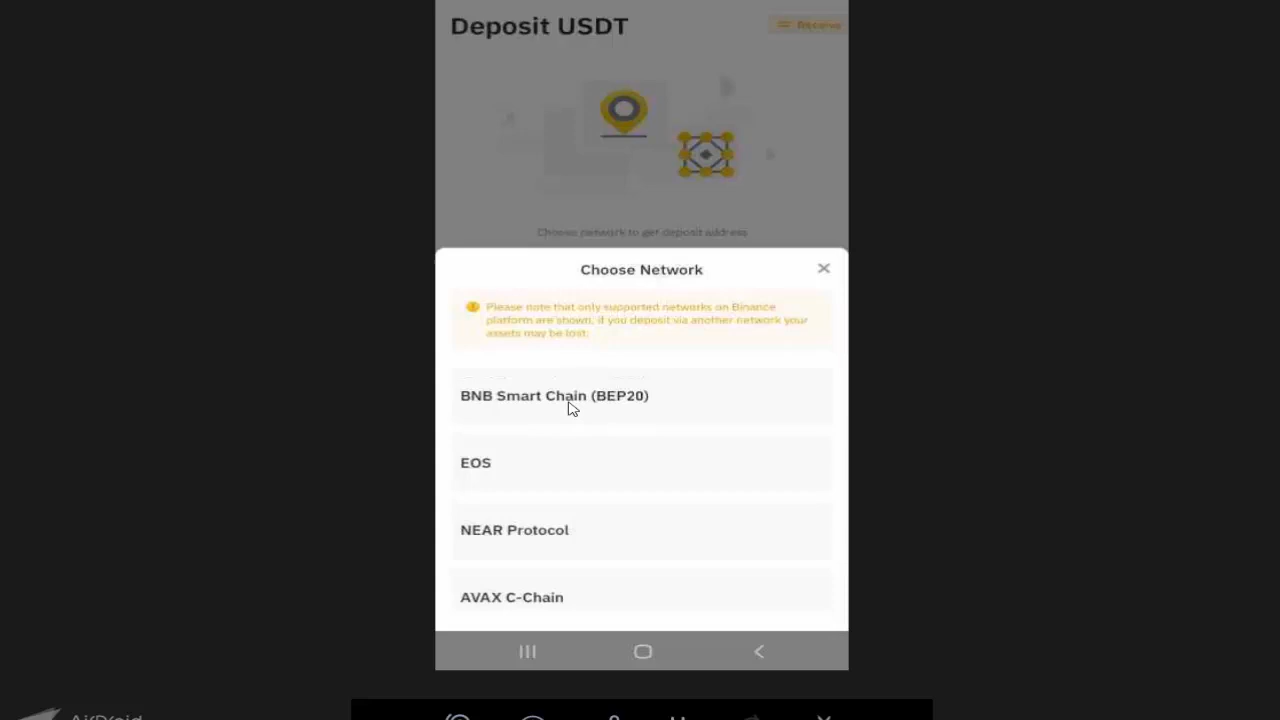 Deposit USDT
Choose network to get deposit address
Choose Network
Please note that only supported networks on Binance
platform are shown, if you deposit via another network your
assets may be lost.
BNB Smart Chain (BEP20)
EOS
NEAR Protocol
AVAX C-Chain
AirDroid